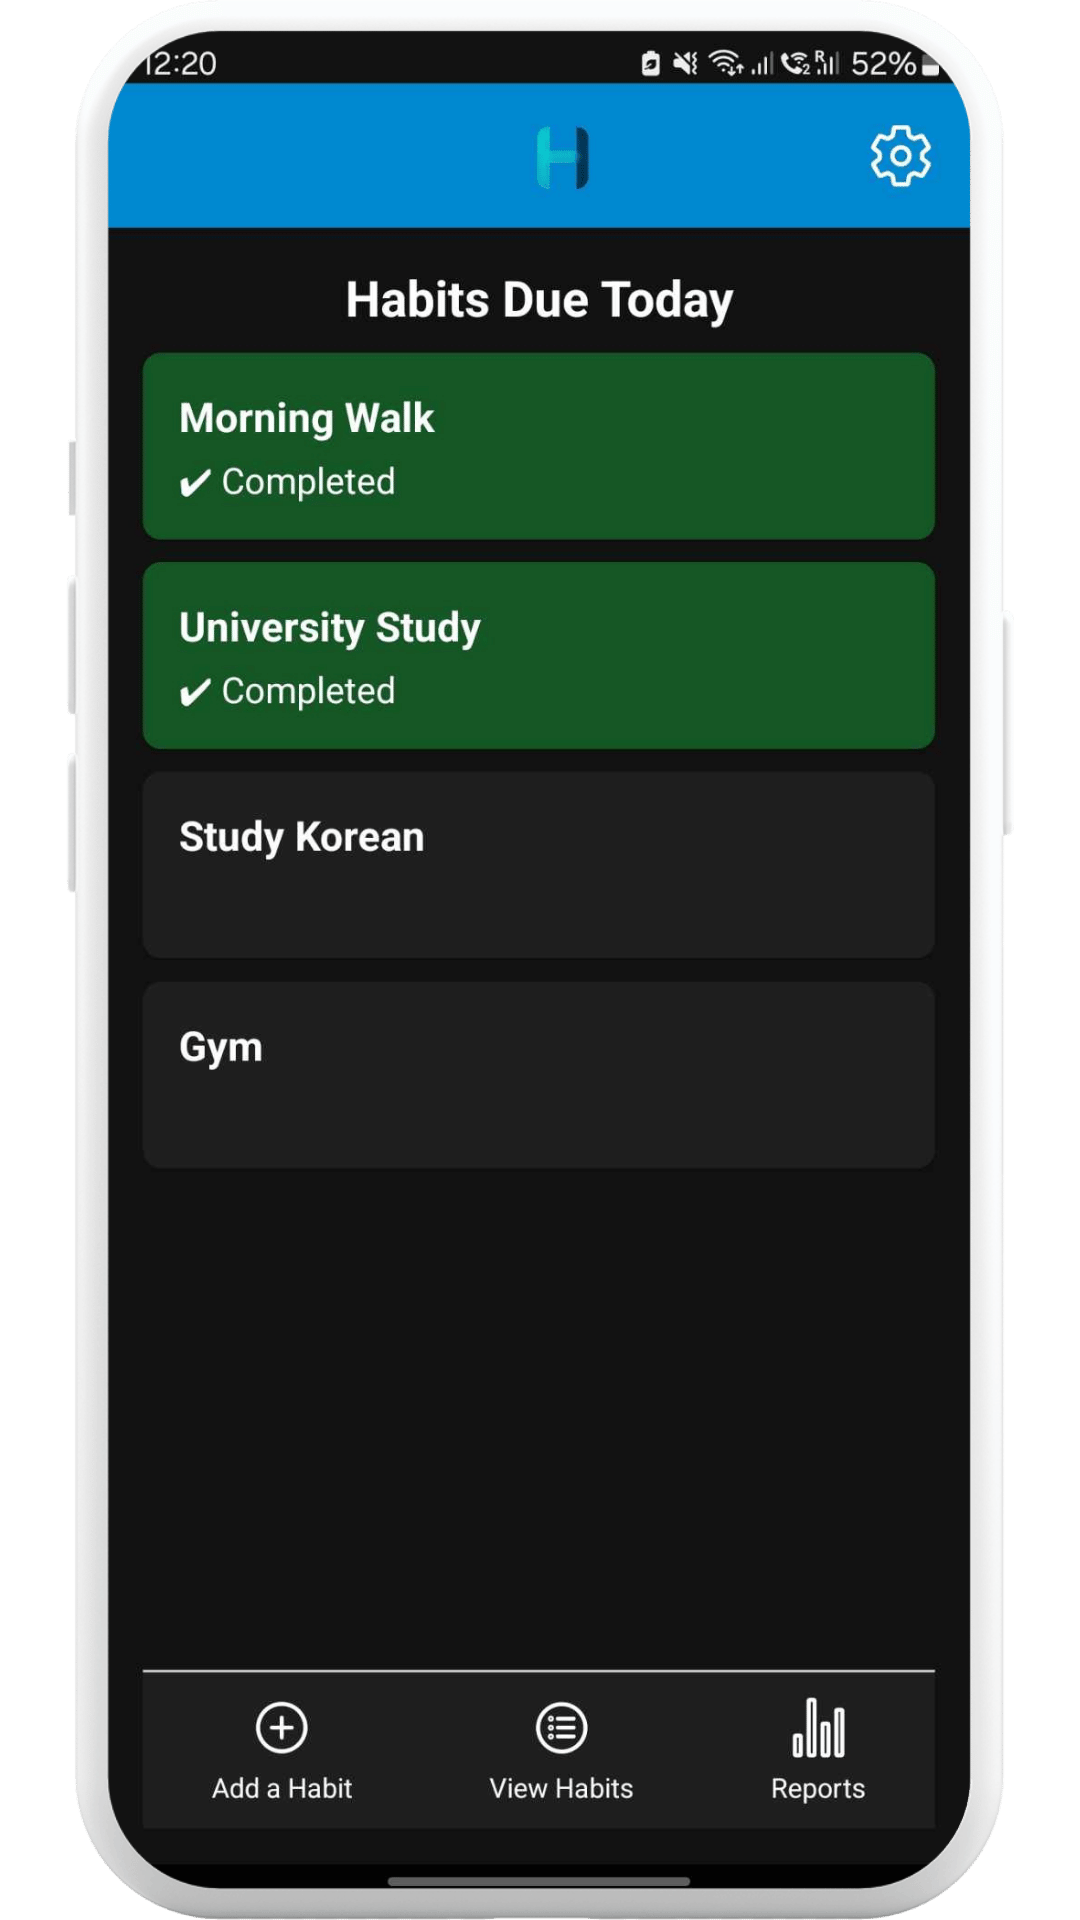 12:20 52%
H
Habits Due Today
Morning Walk
✔ Completed
University Study
✔ Completed
Study Korean
Gym
Add a Habit View Habits Reports